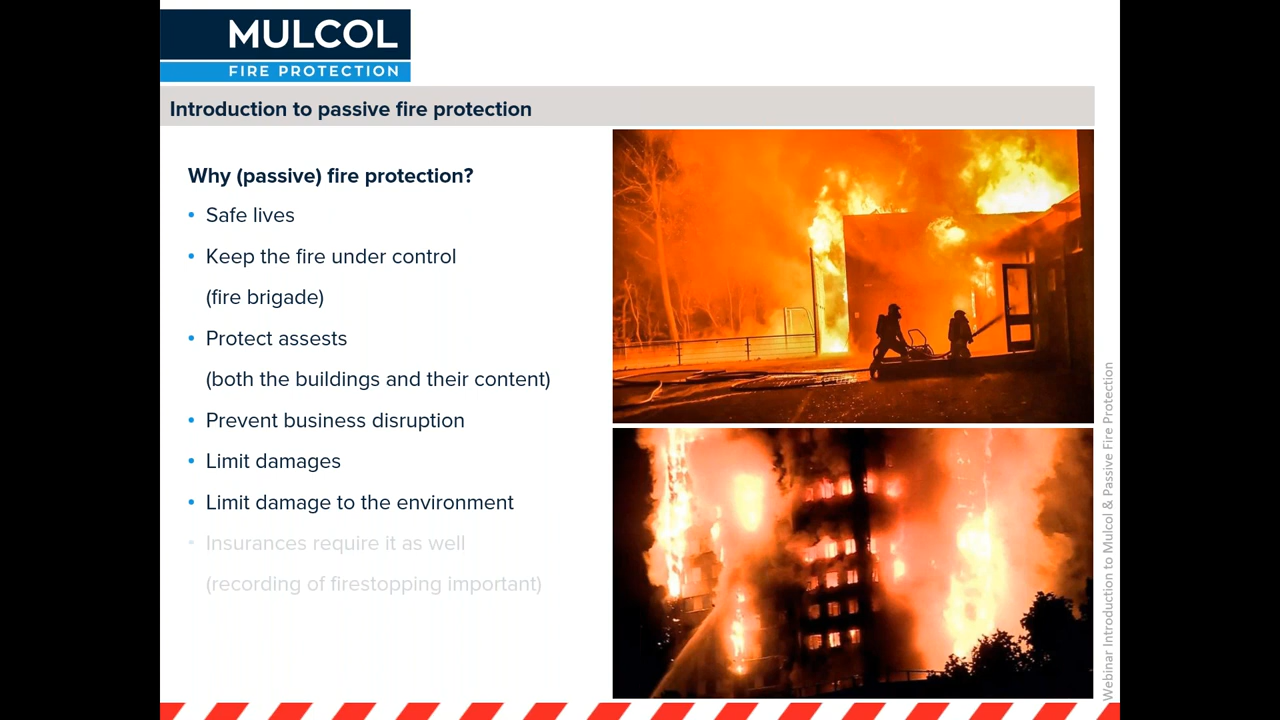 MULCOL
FIRE PROTECTION
Introduction to passive fire protection
Why (passive) fire protection?
• Safe lives
• Keep the fire under control
(fire brigade)
• Protect assests
(both the buildings and their content)
• Prevent business disruption
• Limit damages
• Limit damage to the environment
• Insurances require it as well
(recording of firestopping important)
Webinar Introduction to Mulcol & Passive Fire Protection